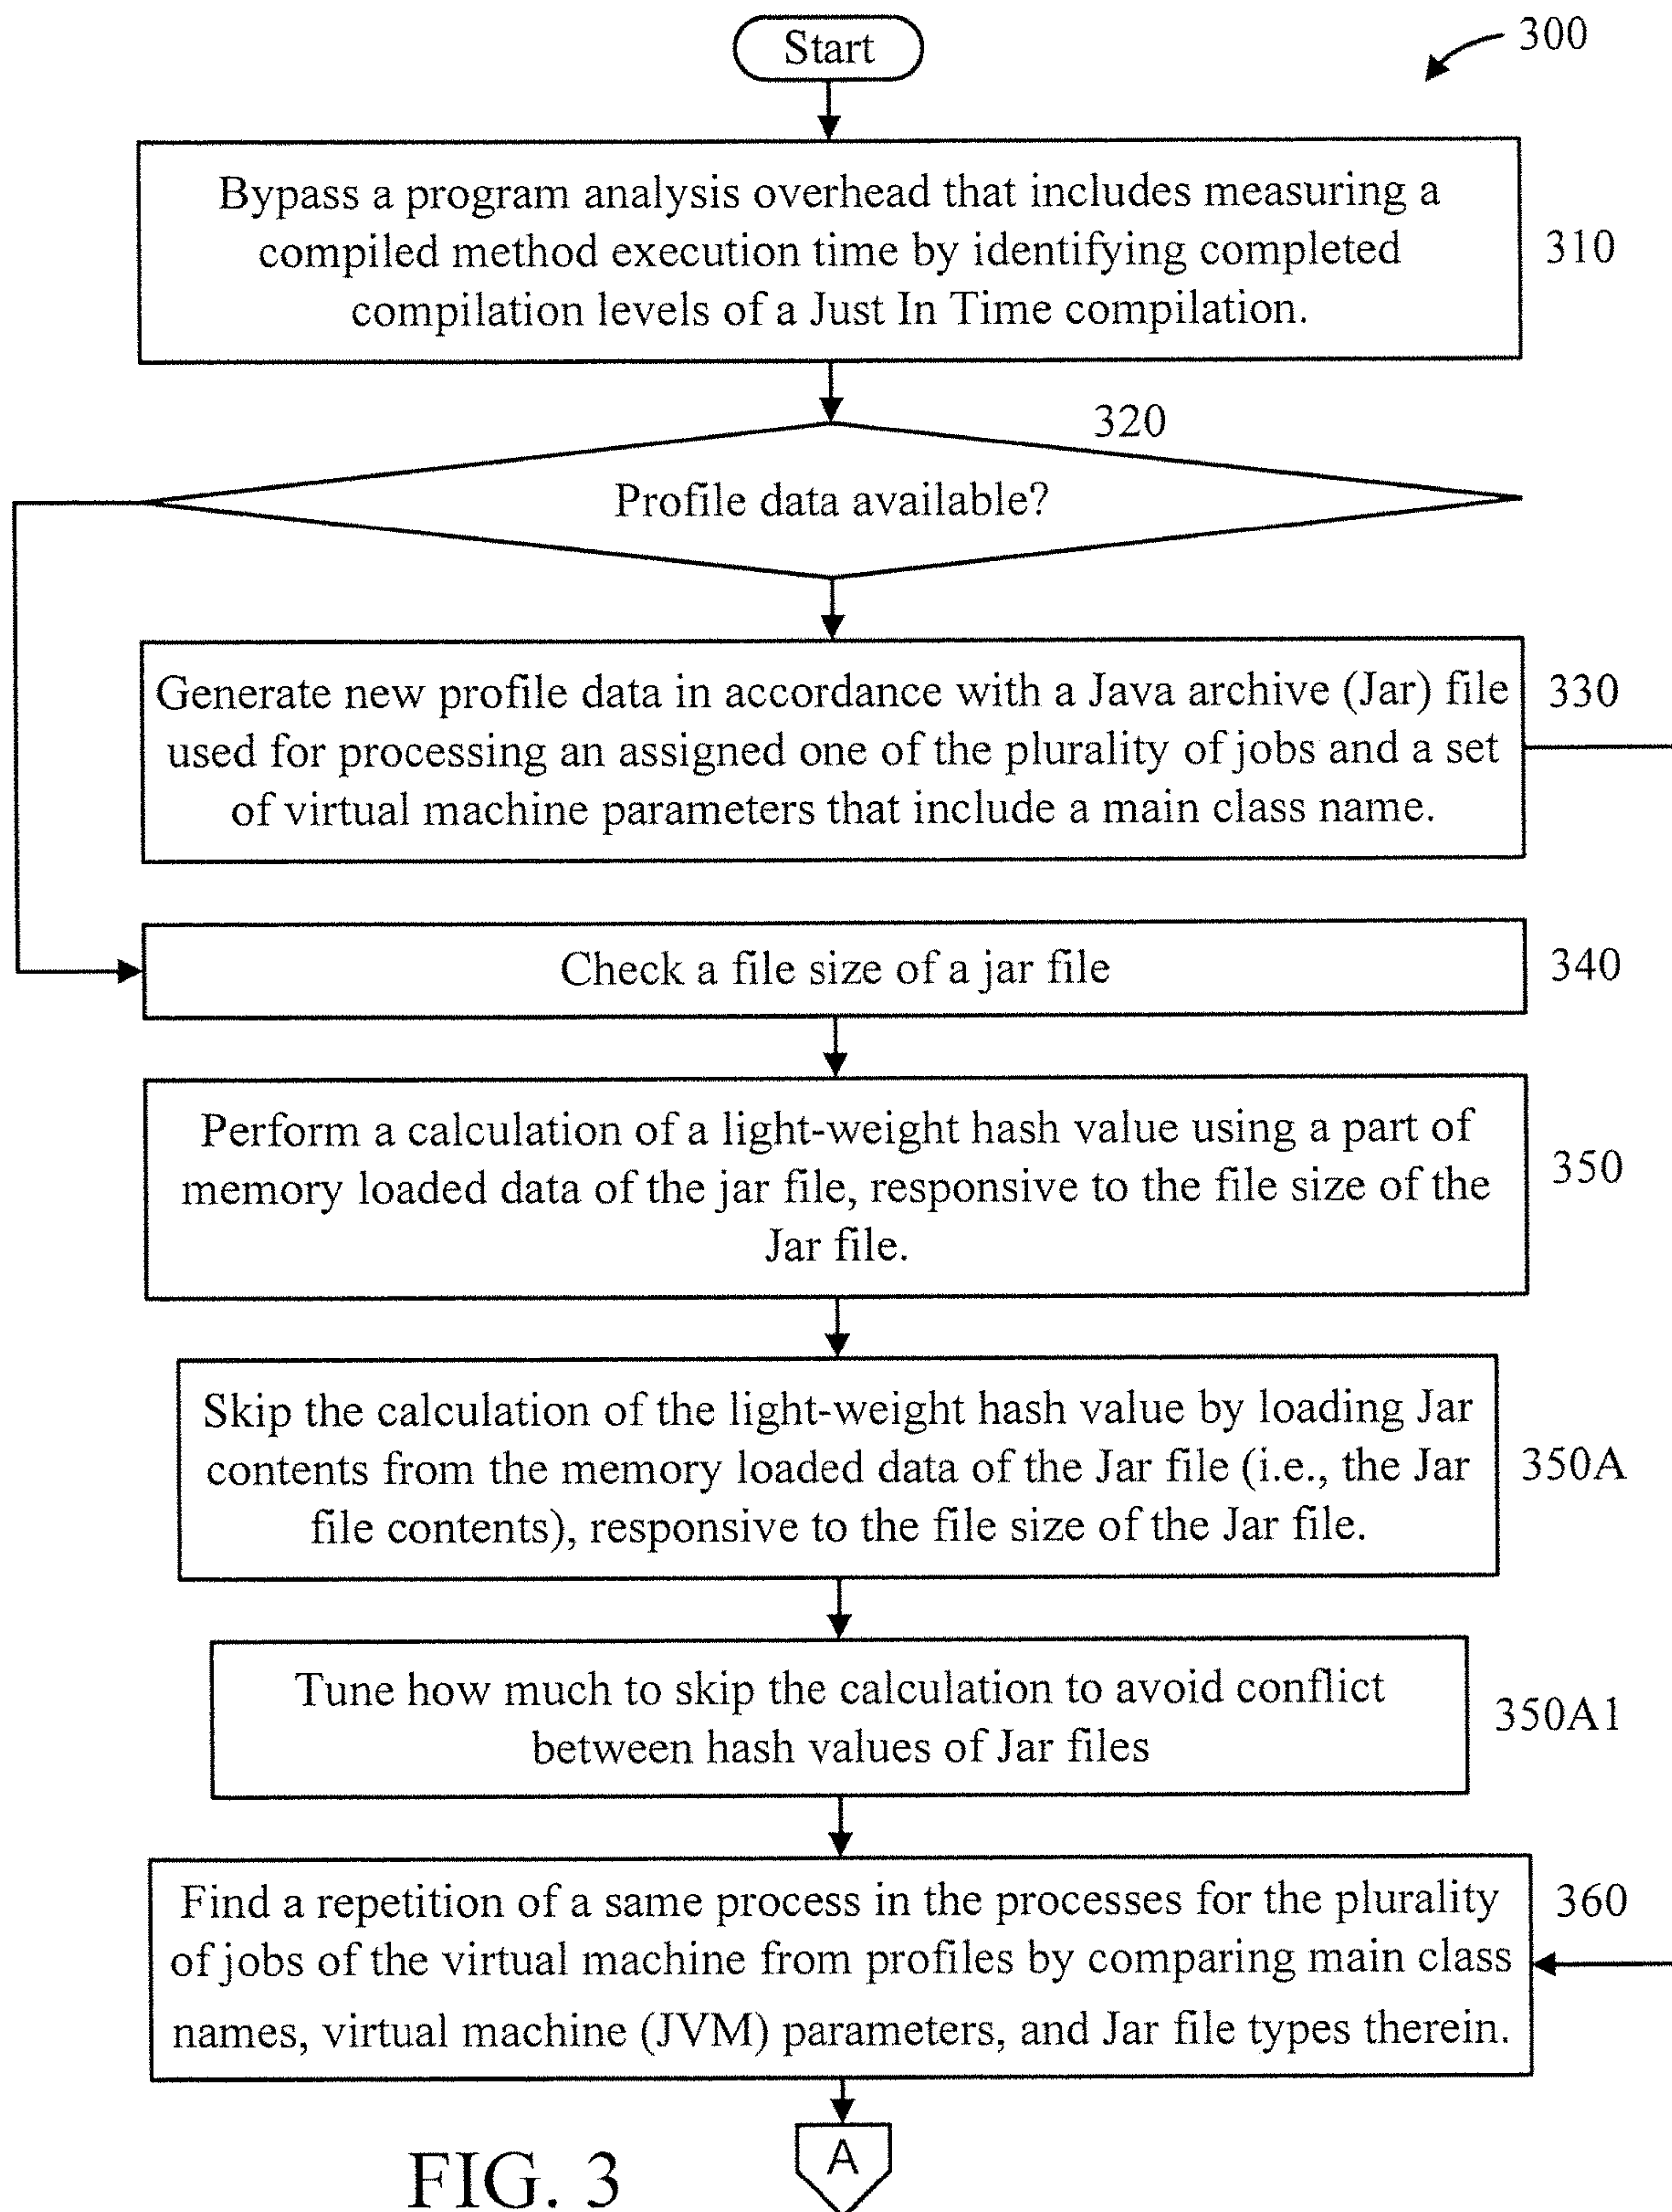 Start
300
Bypass a program analysis overhead that includes measuring a
compiled method execution time by identifying completed
compilation levels of a Just In Time compilation.
310
320
Profile data available?
Generate new profile data in accordance with a Java archive (Jar) file
used for processing an assigned one of the plurality of jobs and a set
of virtual machine parameters that include a main class name.
330
Check a file size of a jar file
340
Perform a calculation of a light-weight hash value using a part of
memory loaded data of the jar file, responsive to the file size of the
Jar file.
350
Skip the calculation of the light-weight hash value by loading Jar
contents from the memory loaded data of the Jar file (i.e., the Jar
file contents), responsive to the file size of the Jar file.
350A
Tune how much to skip the calculation to avoid conflict
between hash values of Jar files
350A1
Find a repetition of a same process in the processes for the plurality
of jobs of the virtual machine from profiles by comparing main class
names, virtual machine (JVM) parameters, and Jar file types therein.
360
A
FIG. 3